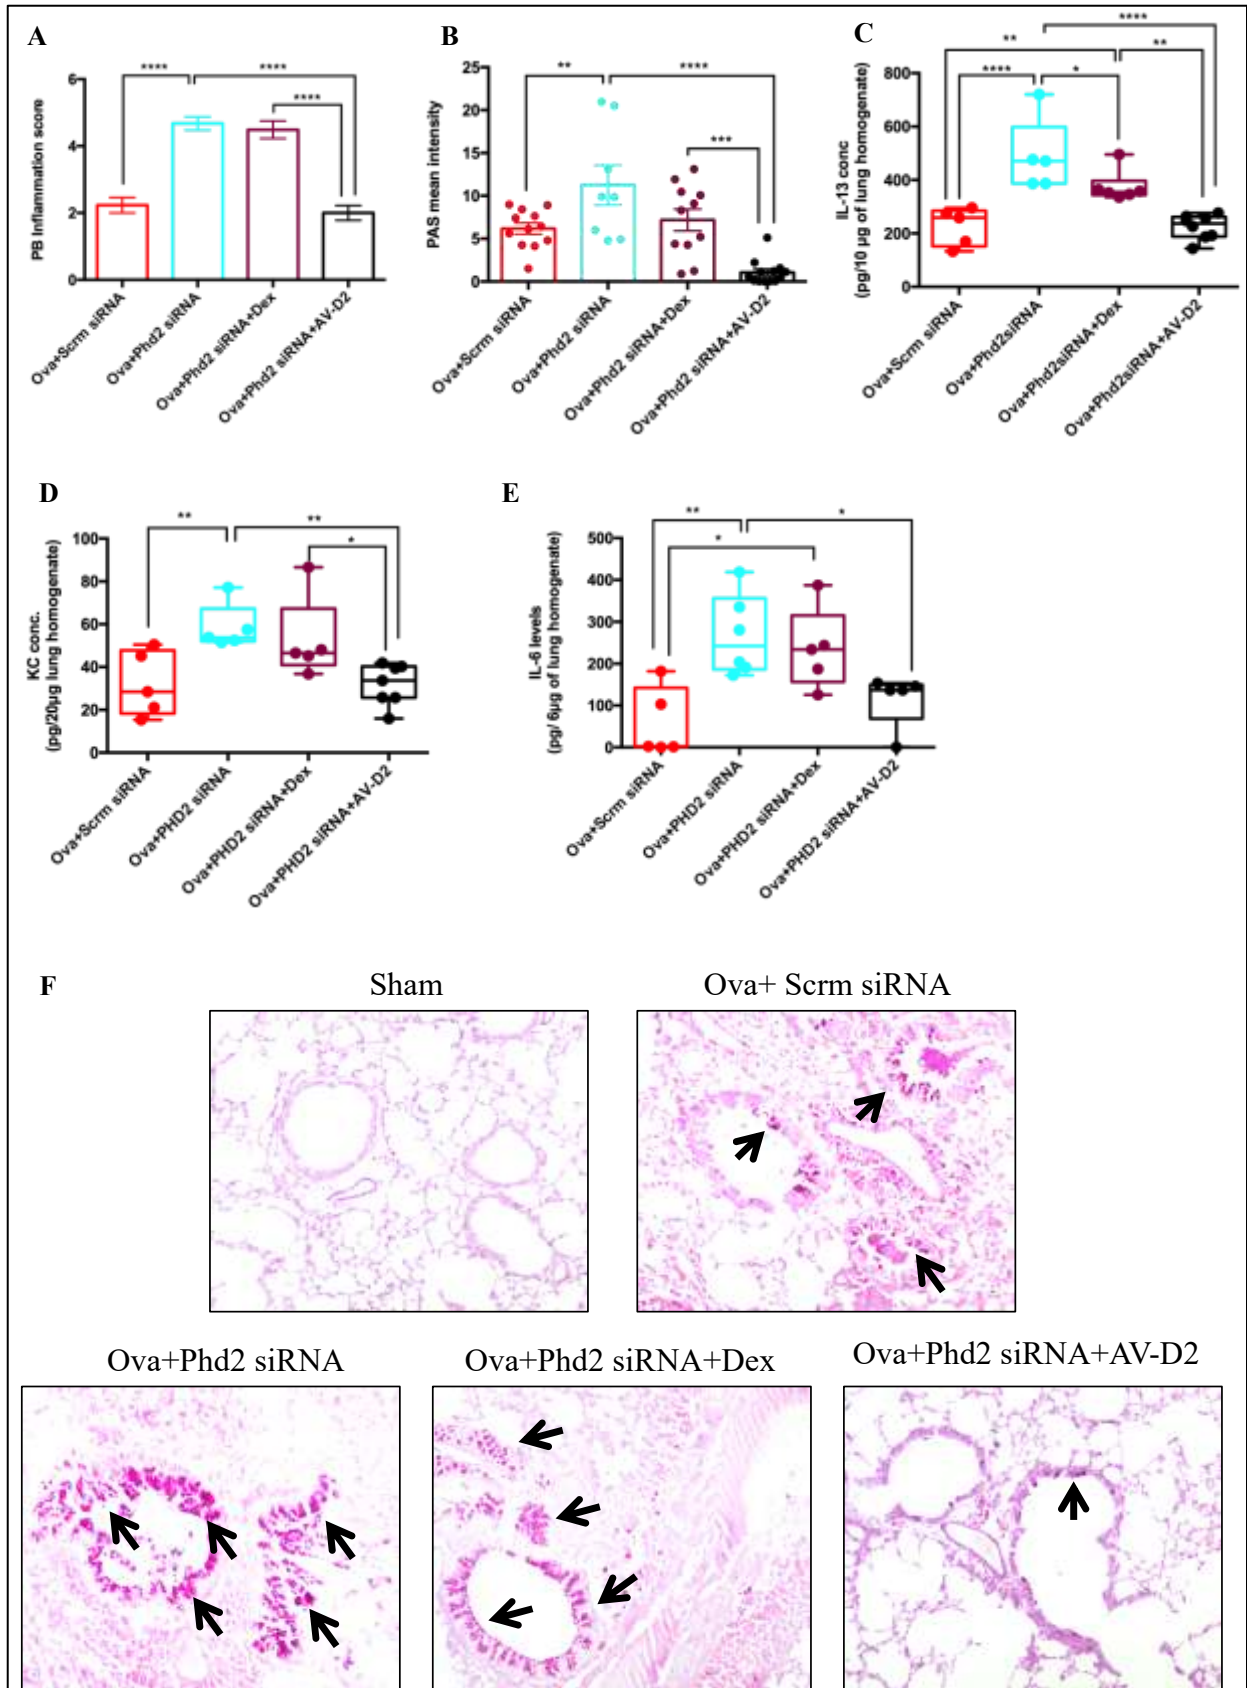 A
PB Inflammation score
6
4
2
0
****
****
****
Ova+Scrm siRNA
Ova+Phd2 siRNA
Ova+Phd2 siRNA+Dex
Ova+Phd2 siRNA+AV-D2
B
PAS mean intensity
25
20
15
10
5
0
**
****
***
Ova+Scrm siRNA
Ova+Phd2 siRNA
Ova+Phd2 siRNA+Dex
Ova+Phd2 siRNA+AV-D2
C
IL-13 conc
(pg/10 µg of lung homogenate)
800
600
400
200
0
****
**
**
****
*
Ova+Scrm siRNA
Ova+Phd2siRNA
Ova+Phd2siRNA+Dex
Ova+Phd2siRNA+AV-D2
D
KC conc.
(pg/20µg lung homogenate)
100
80
60
40
20
0
**
**
*
Ova+Scrm siRNA
Ova+PHD2 siRNA
Ova+PHD2 siRNA+Dex
Ova+PHD2 siRNA+AV-D2
E
IL-6 levels
(pg/ 6µg of lung homogenate)
500
400
300
200
100
0
**
*
*
Ova+Scrm siRNA
Ova+PHD2 siRNA
Ova+PHD2 siRNA+Dex
Ova+PHD2 siRNA+AV-D2
F
Sham
Ova+ Scrm siRNA
Ova+Phd2 siRNA
Ova+Phd2 siRNA+Dex
Ova+Phd2 siRNA+AV-D2